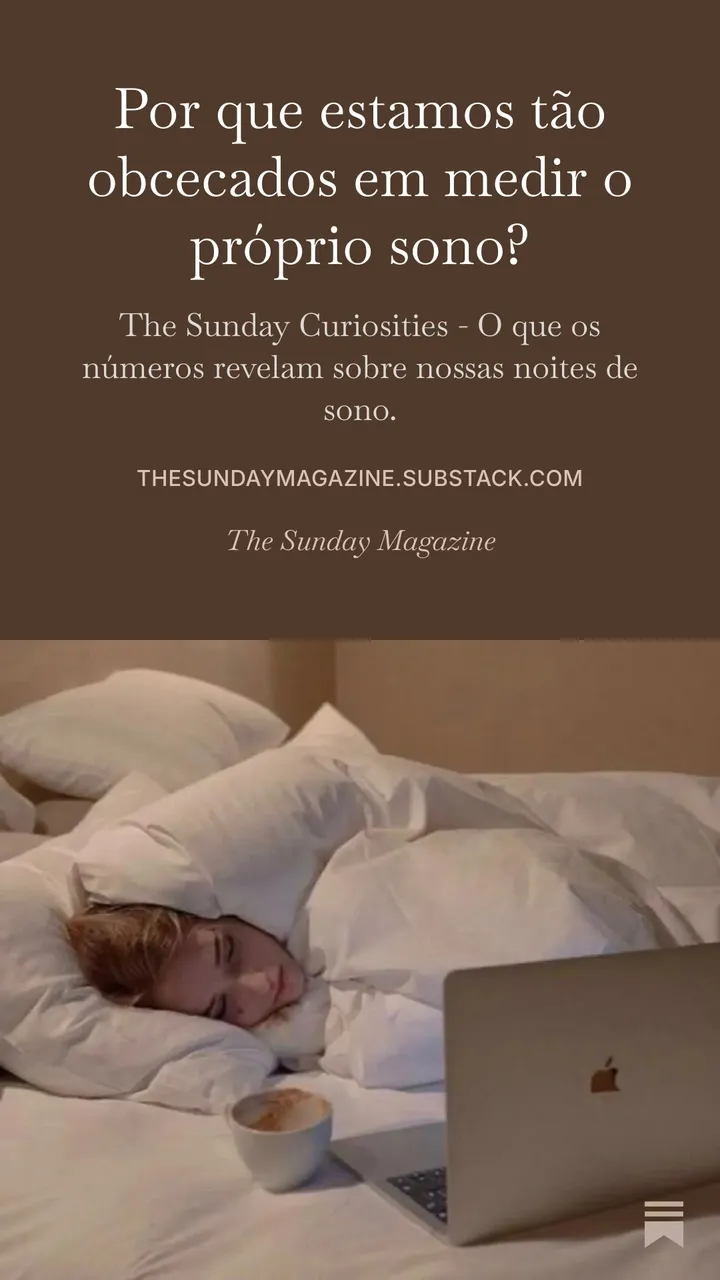 Por que estamos tão
obcecados em medir o
próprio sono?
The Sunday Curiosities - O que os
números revelam sobre nossas noites de
sono.
THESUNDAYMAGAZINE.SUBSTACK.COM
The Sunday Magazine